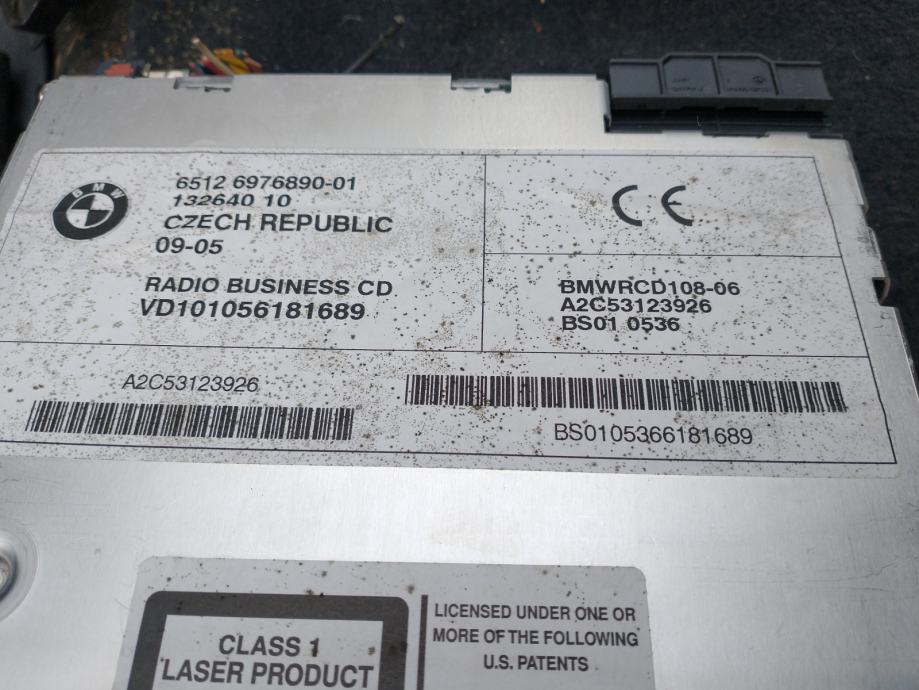 BMW
6512 6976890-01
132640 10
CZECH REPUBLIC
09-05
RADIO BUSINESS CD
VD101056181689
CE
BMWRCD108-06
A2C53123926
BS01 0536
A2C53123926
BS0105366181689
CLASS 1
LASER PRODUCT
LICENSED UNDER ONE OR
MORE OF THE FOLLOWING
U.S. PATENTS